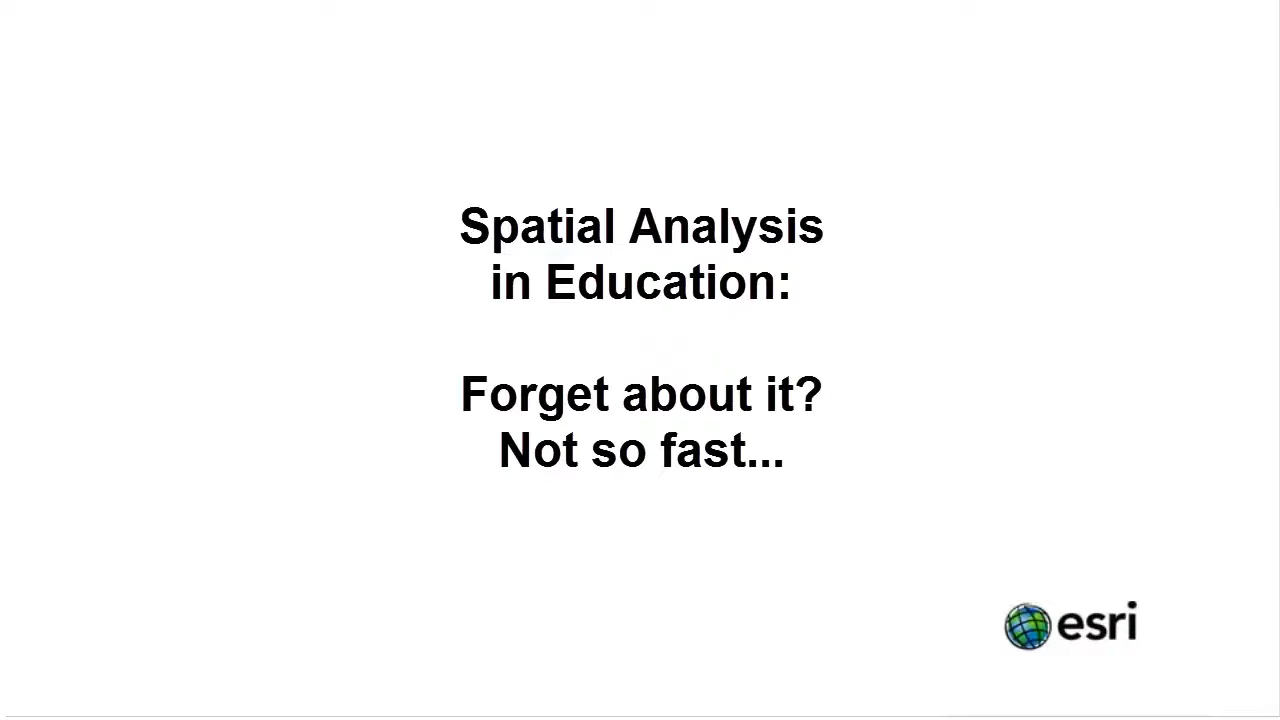 Spatial Analysis
in Education:
Forget about it?
Not so fast...
esri